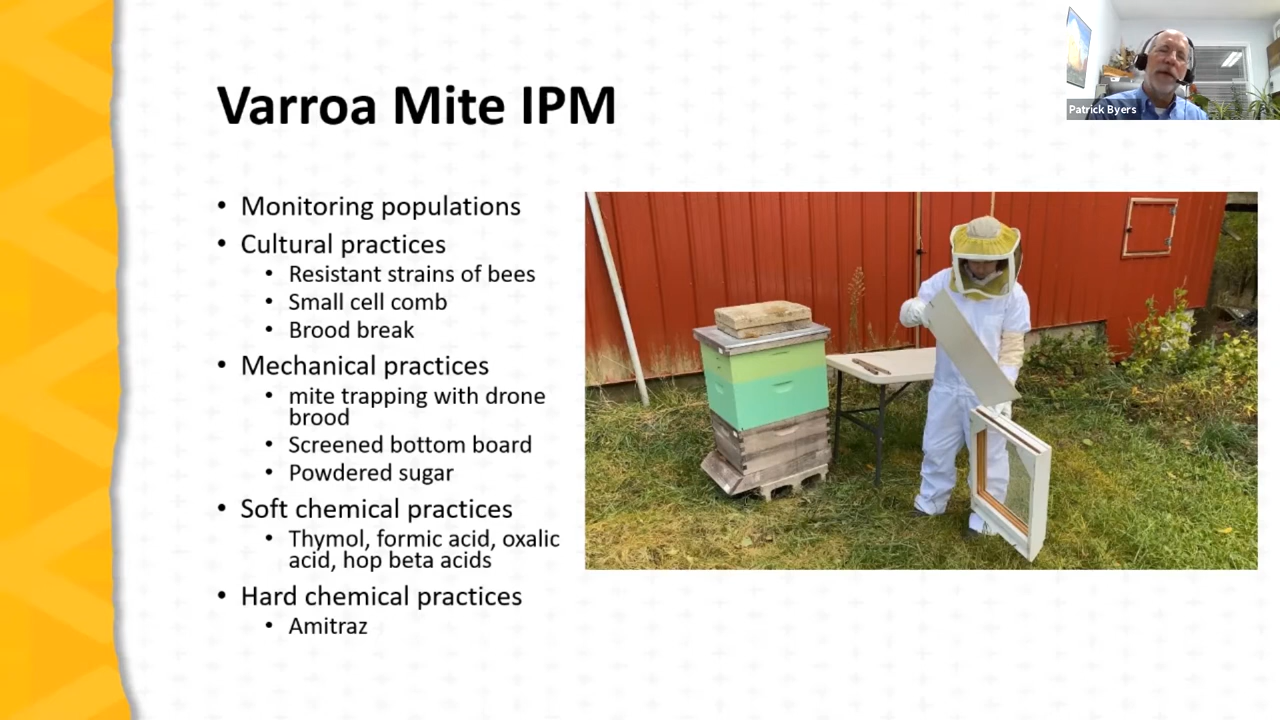 Patrick Byers
Varroa Mite IPM
• Monitoring populations
• Cultural practices
• Resistant strains of bees
• Small cell comb
• Brood break
• Mechanical practices
• mite trapping with drone
brood
• Screened bottom board
• Powdered sugar
• Soft chemical practices
• Thymol, formic acid, oxalic
acid, hop beta acids
• Hard chemical practices
• Amitraz